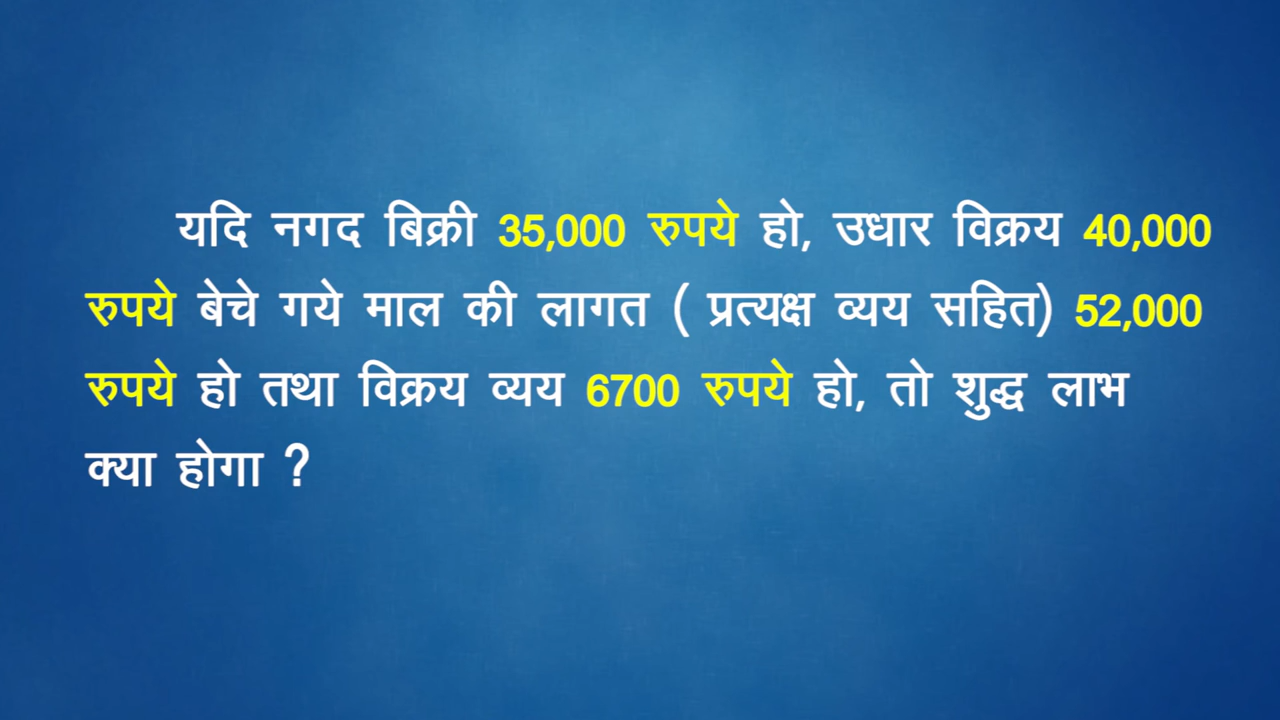 यदि नगद बिक्री 35,000 रुपये हो, उधार विक्रय 40,000
रुपये बेचे गये माल की लागत ( प्रत्यक्ष व्यय सहित) 52,000
रुपये हो तथा विक्रय व्यय 6700 रुपये हो, तो शुद्ध लाभ
क्या होगा ?